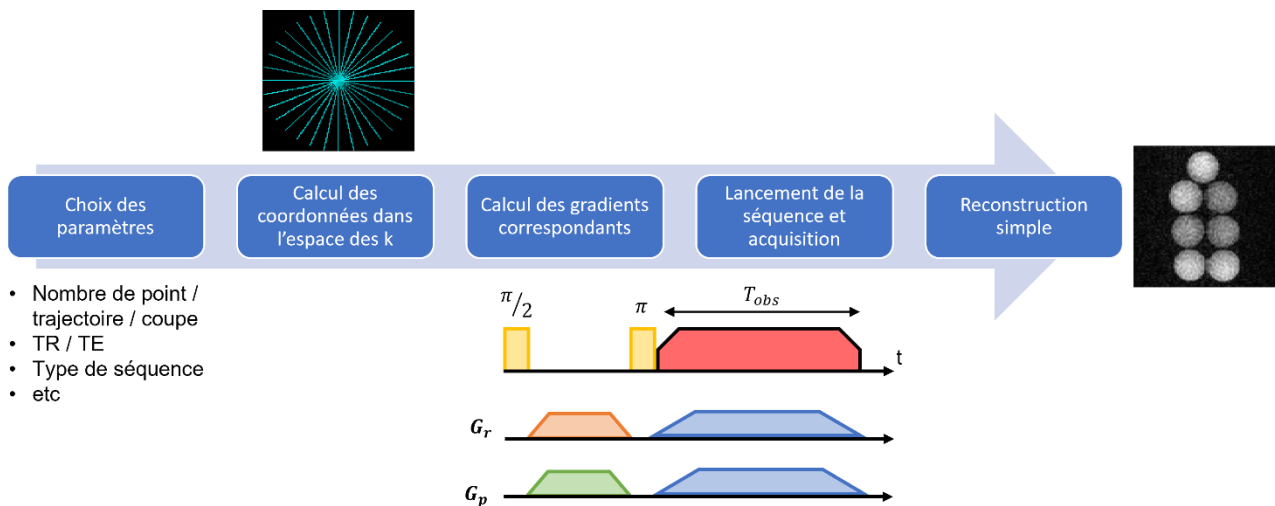 Choix des
paramètres
Calcul des
coordonnées dans
l'espace des k
Calcul des gradients
correspondants
Lancement de la
séquence et
acquisition
Reconstruction
simple
• Nombre de point /
trajectoire / coupe
• TR / TE
• Type de séquence
• etc
π/2
π
T_obs
t
G_r
G_p